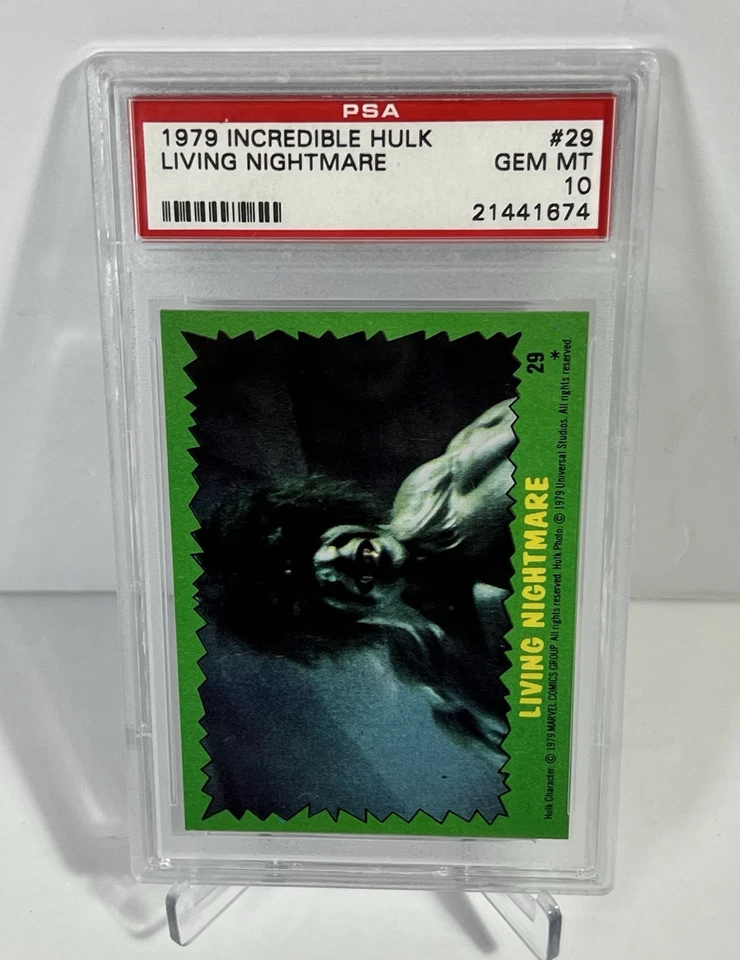 PSA
1979 INCREDIBLE HULK #29
LIVING NIGHTMARE GEM MT
10
21441674
29
*
LIVING NIGHTMARE
Hulk Character: © 1979 MARVEL COMICS GROUP. All rights reserved. Hulk Photo: © 1979 Universal Studios. All rights reserved.